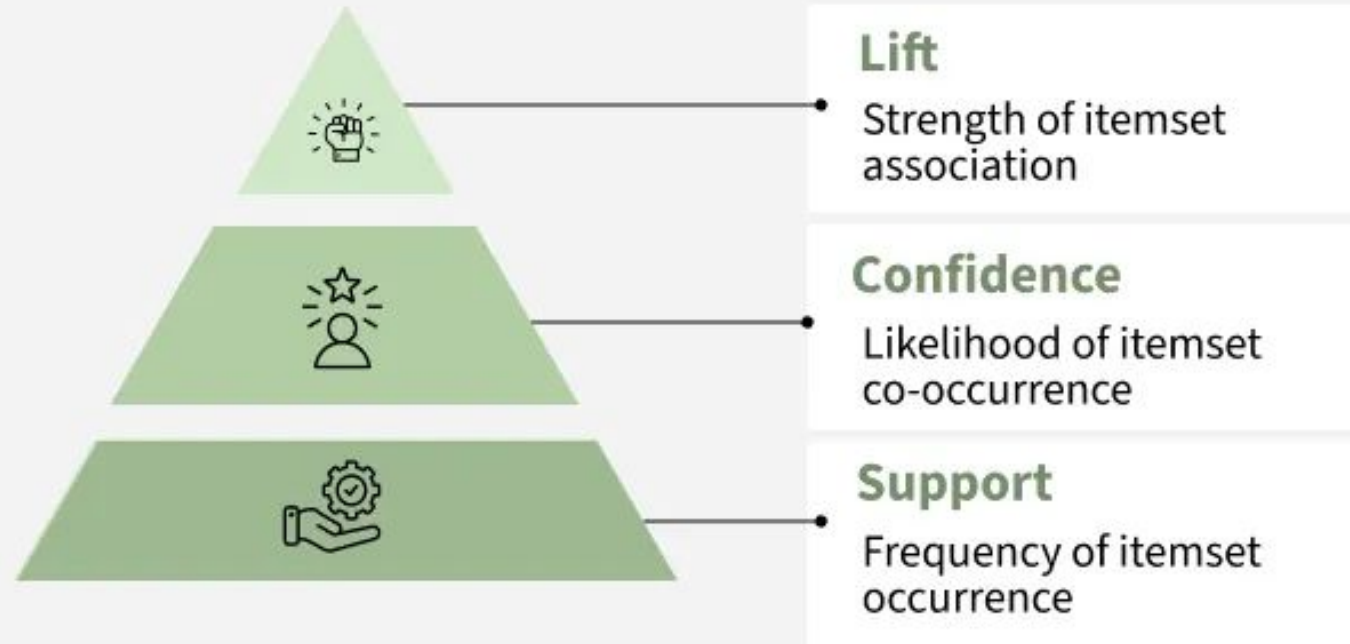 Lift
Strength of itemset
association
Confidence
Likelihood of itemset
co-occurrence
Support
Frequency of itemset
occurrence